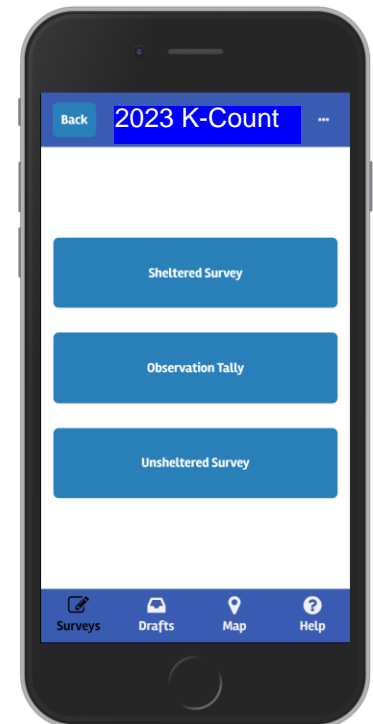 Back 2023 K-Count ...
Sheltered Survey
Observation Tally
Unsheltered Survey
Surveys Drafts Map Help